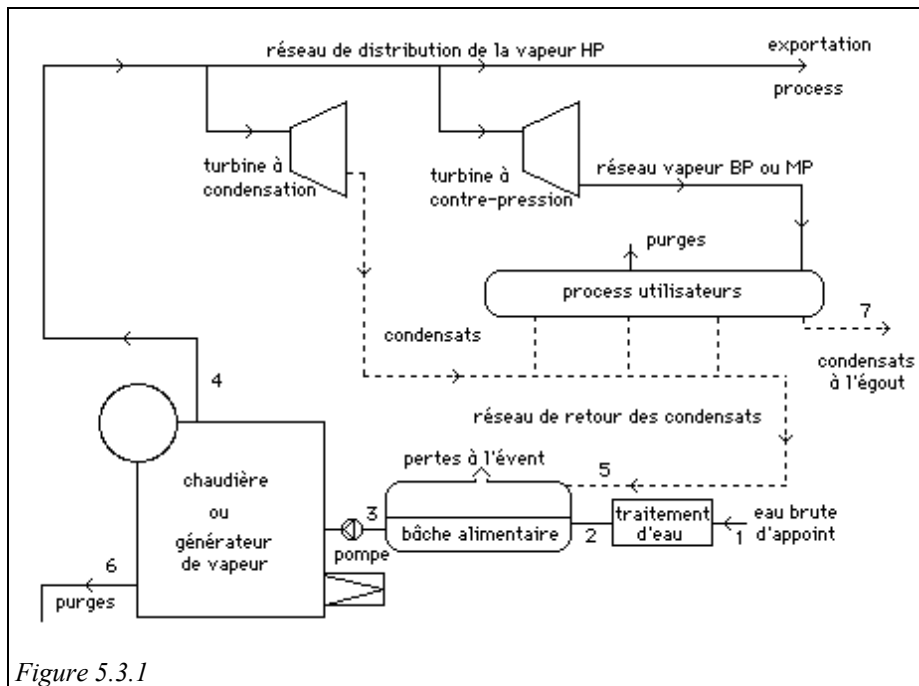 réseau de distribution de la vapeur HP
exportation
process
turbine à
condensation
turbine à
contre-pression
réseau vapeur BP ou MP
purges
process utilisateurs
7
condensats
condensats
à l'égout
4
réseau de retour des condensats
pertes à l'évent
5
chaudière
ou
générateur
de vapeur
3
bâche alimentaire
2
traitement
d'eau
1
eau brute
d'appoint
pompe
6
purges
Figure 5.3.1